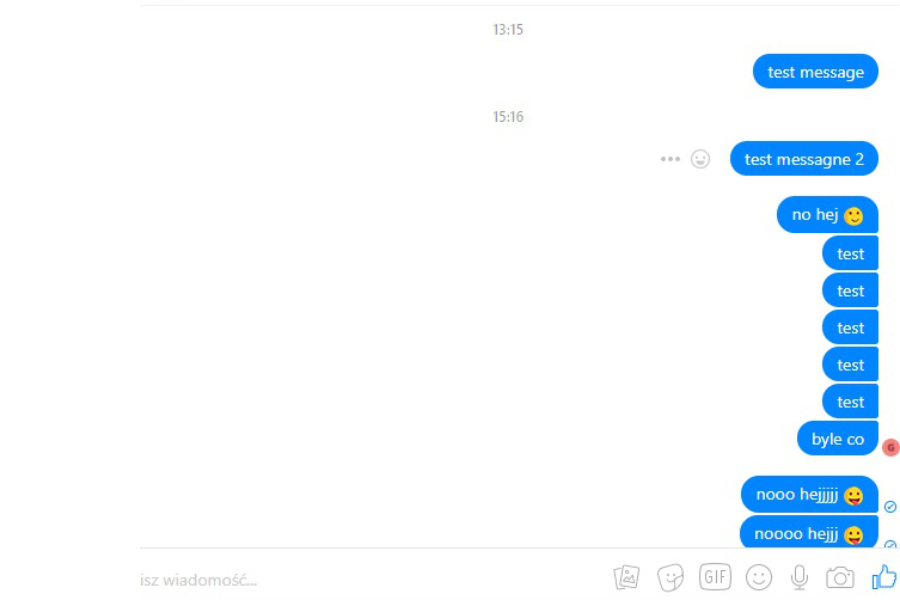 13:15
test message
15:16
test messagne 2
no hej
test
test
test
test
test
byle co
G
nooo hejjjjj
noooo hejjj
isz wiadomość...
GIF